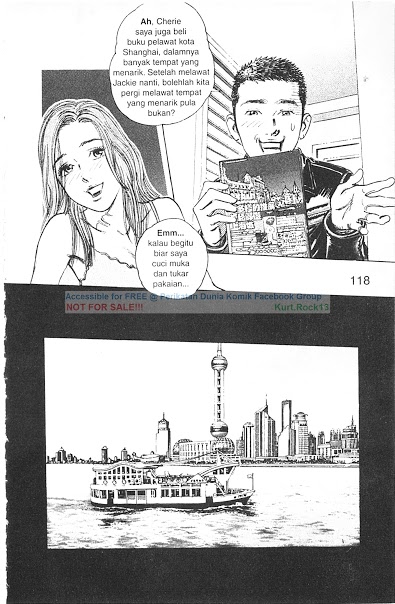 Ah, Cherie
saya juga beli
buku pelawat kota
Shanghai, dalamnya
banyak tempat yang
menarik. Setelah melawat
Jackie nanti, bolehlah kita
pergi melawat tempat
yang menarik pula
bukan?
Emm...
kalau begitu
biar saya
cuci muka
dan tukar
pakaian...
118
Accessible for FREE @ Perikatan Dunia Komik Facebook Group
NOT FOR SALE!!! Kurt.Rock13